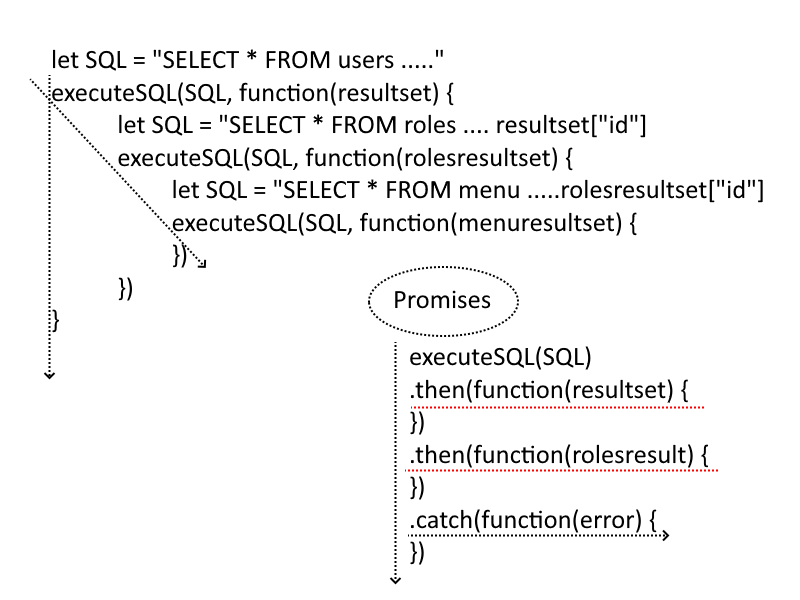 let SQL = "SELECT * FROM users ....."
executeSQL(SQL, function(resultset) {
let SQL = "SELECT * FROM roles .... resultset["id"]
executeSQL(SQL, function(rolesresultset) {
let SQL = "SELECT * FROM menu .....rolesresultset["id"]
executeSQL(SQL, function(menuresultset) {
})
})
}
Promises
executeSQL(SQL)
.then(function(resultset) {
})
.then(function(rolesresult) {
})
.catch(function(error) {
})